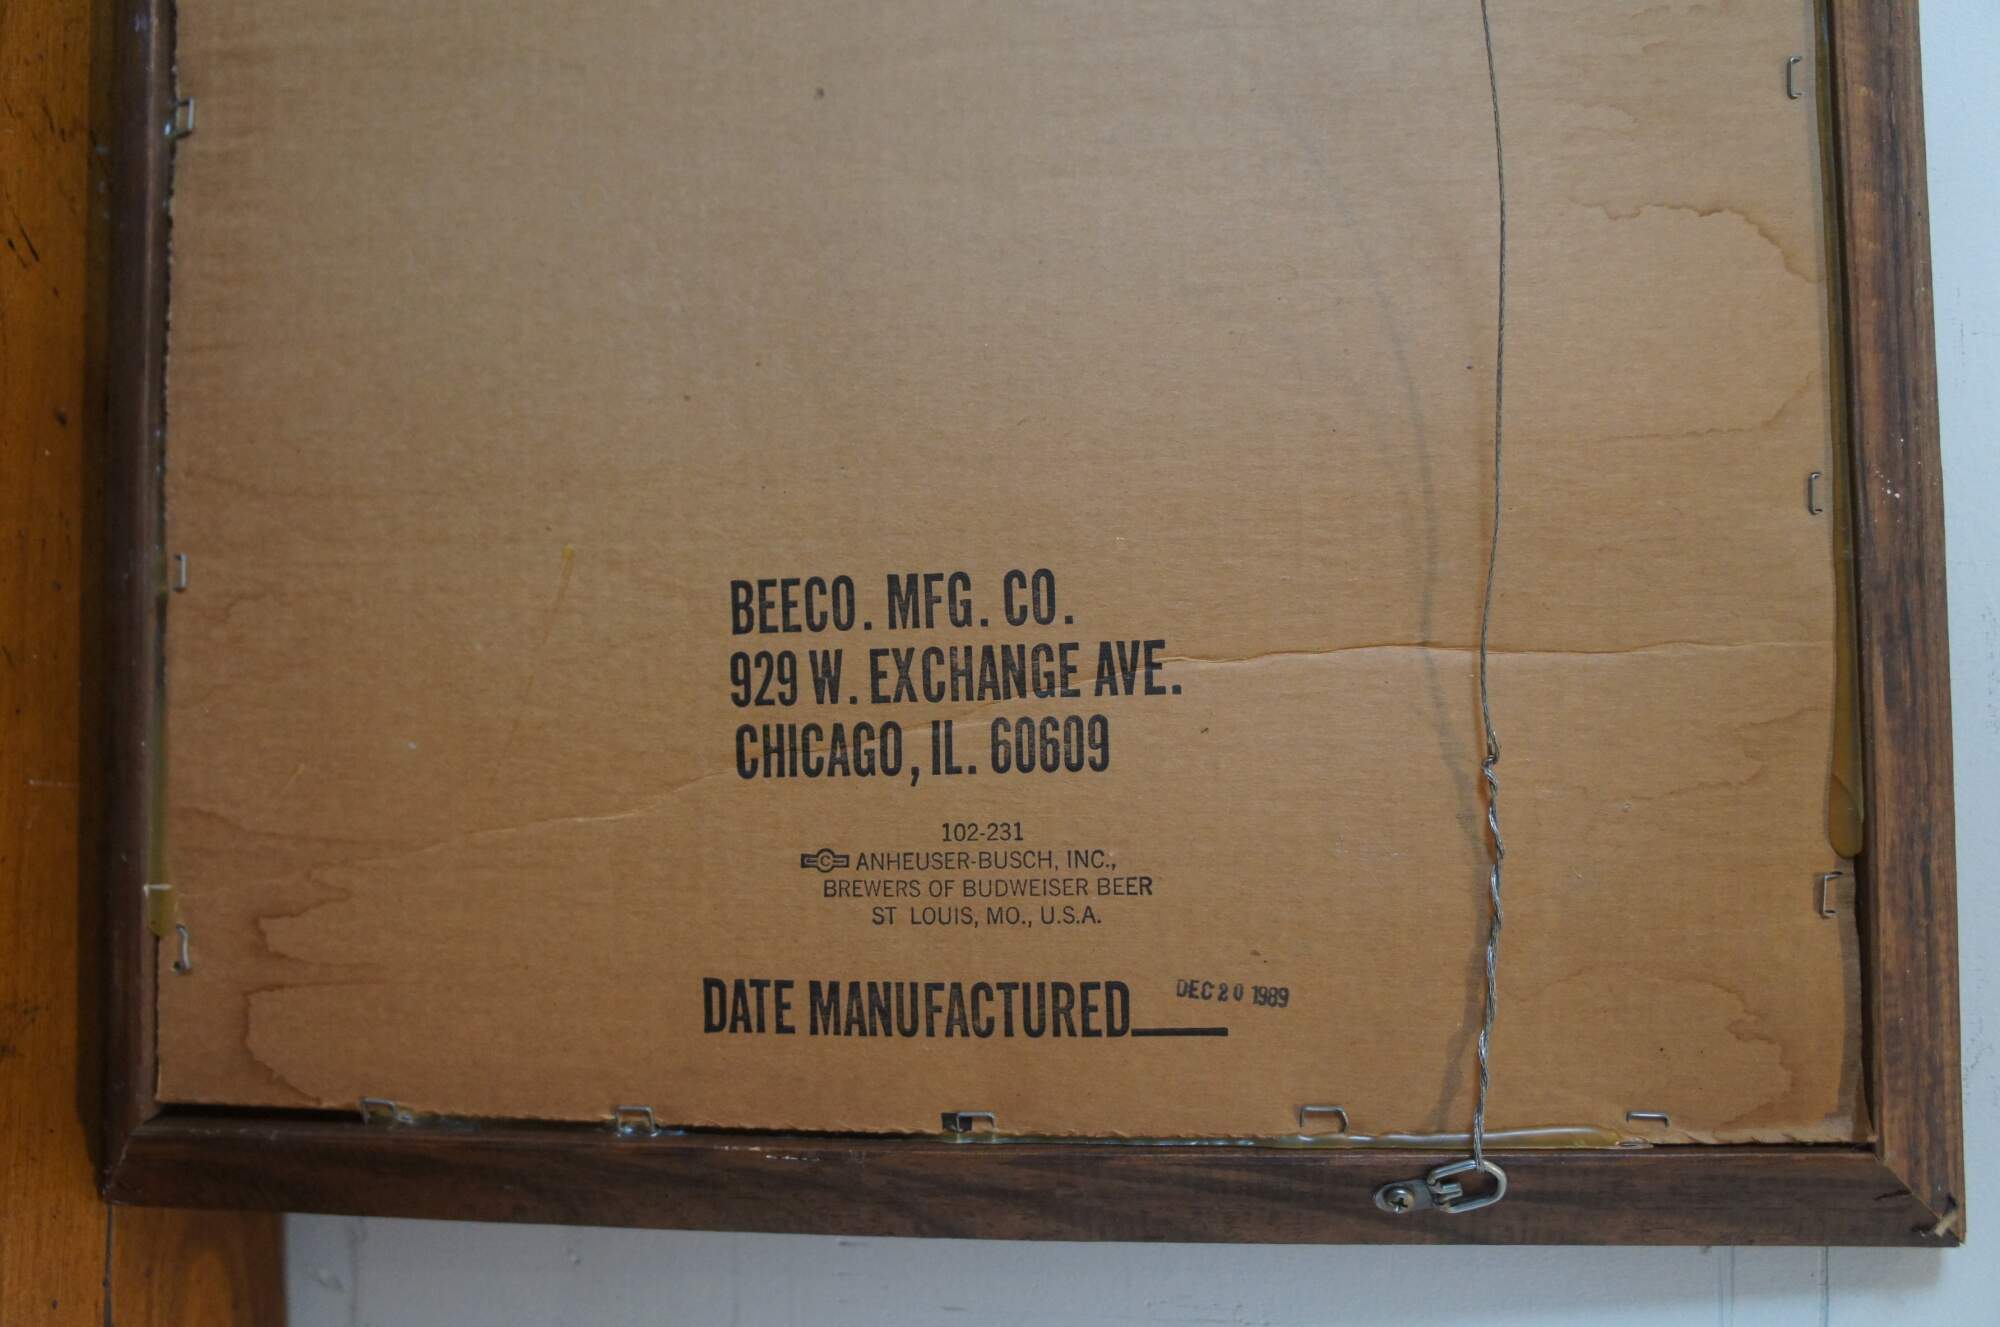 BEECO. MFG. CO.
929 W. EXCHANGE AVE.
CHICAGO, IL. 60609
102-231
C ANHEUSER-BUSCH, INC.,
BREWERS OF BUDWEISER BEER
ST LOUIS, MO., U.S.A.
DATE MANUFACTURED____ DEC 20 1989